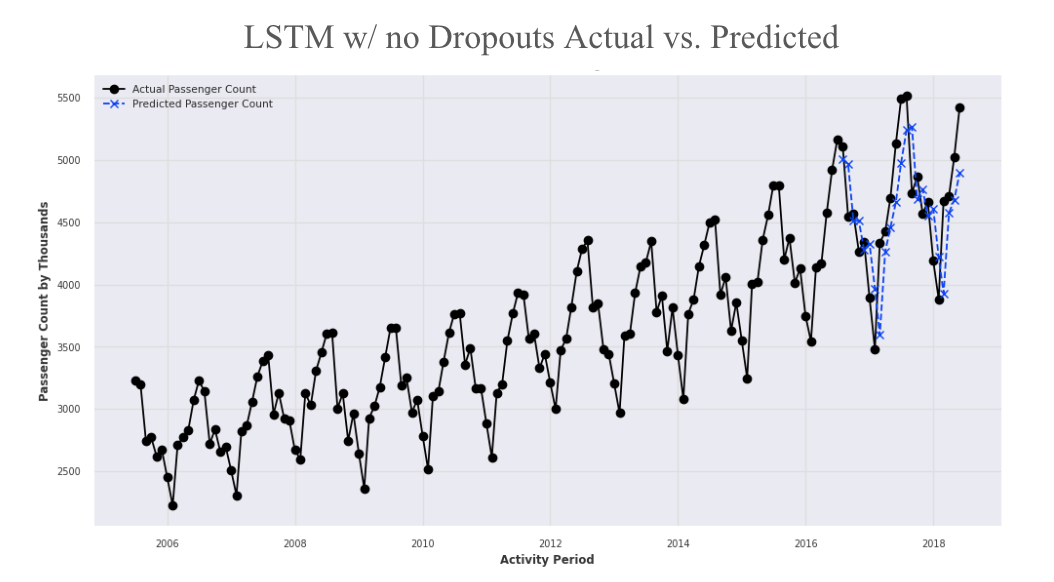 LSTM w/ no Dropouts Actual vs. Predicted
Actual Passenger Count
Predicted Passenger Count
5500
5000
4500
4000
3500
3000
2500
Passenger Count by Thousands
2006 2008 2010 2012 2014 2016 2018
Activity Period